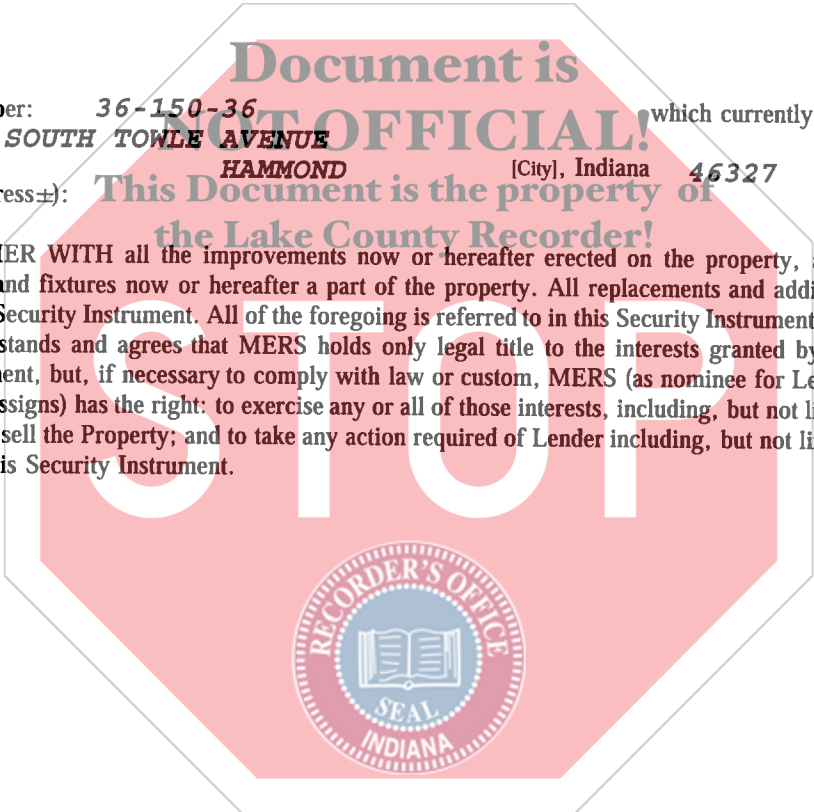 Document is
ber: 36-150-36
NOT OFFICIAL! which currently
SOUTH TOWLE AVENUE
HAMMOND [City], Indiana 46327
ress±): This Document is the property of
the Lake County Recorder!
ER WITH all the improvements now or hereafter erected on the property,
and fixtures now or hereafter a part of the property. All replacements and addi
Security Instrument. All of the foregoing is referred to in this Security Instrument
stands and agrees that MERS holds only legal title to the interests granted by
ent, but, if necessary to comply with law or custom, MERS (as nominee for Le
ssigns) has the right: to exercise any or all of those interests, including, but not li
sell the Property; and to take any action required of Lender including, but not li
is Security Instrument.
STOP
RECORDER'S OFFICE
SEAL
INDIANA